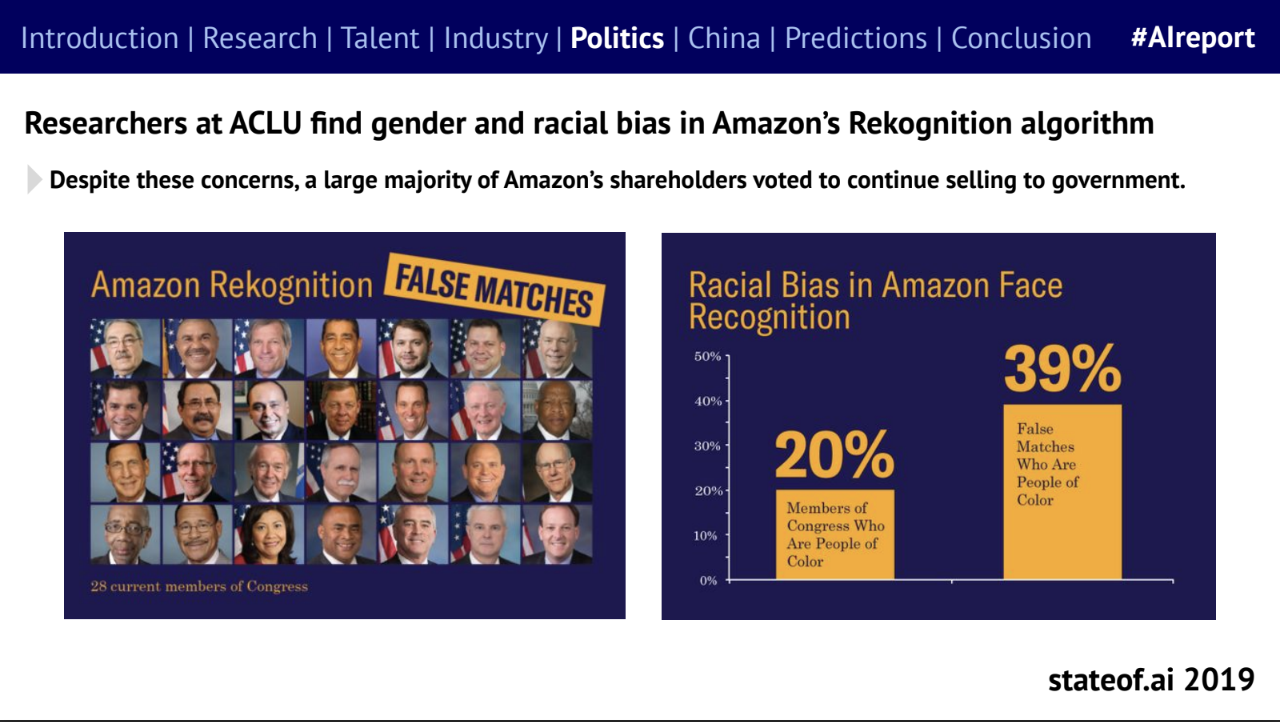 Introduction | Research | Talent | Industry | Politics | China | Predictions | Conclusion #AIreport
Researchers at ACLU find gender and racial bias in Amazon's Rekognition algorithm
Despite these concerns, a large majority of Amazon's shareholders voted to continue selling to government.
Amazon Rekognition FALSE MATCHES
28 current members of Congress
Racial Bias in Amazon Face
Recognition
50%
40%
30%
20%
10%
0%
20%
Members of
Congress Who
Are People of
Color
39%
False
Matches
Who Are
People of
Color
stateof.ai 2019